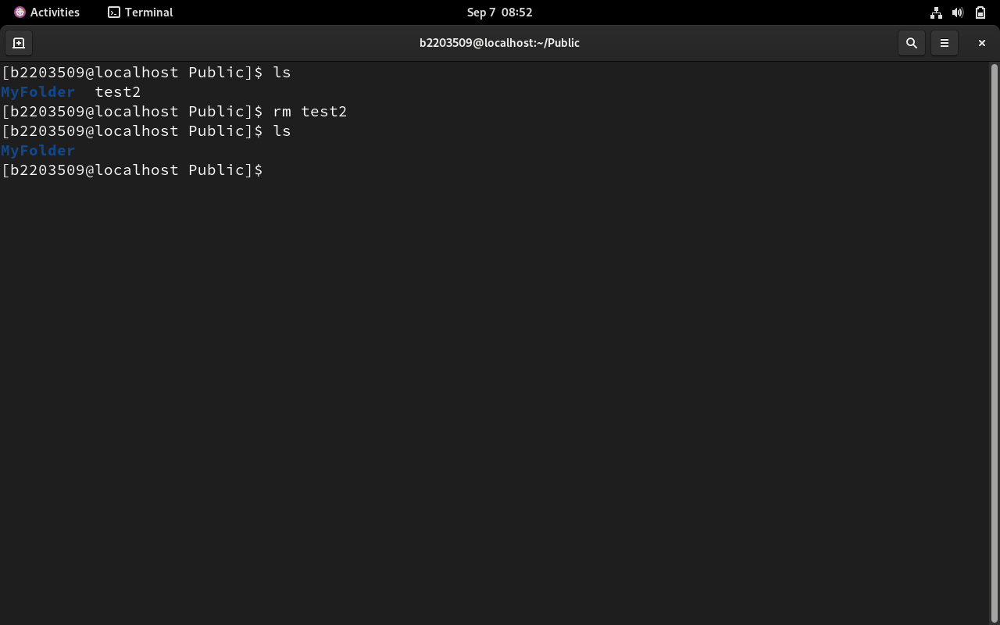 Activities Terminal Sep 7 08:52
b2203509@localhost:~/Public
[b2203509@localhost Public]$ ls
MyFolder  test2
[b2203509@localhost Public]$ rm test2
[b2203509@localhost Public]$ ls
MyFolder
[b2203509@localhost Public]$